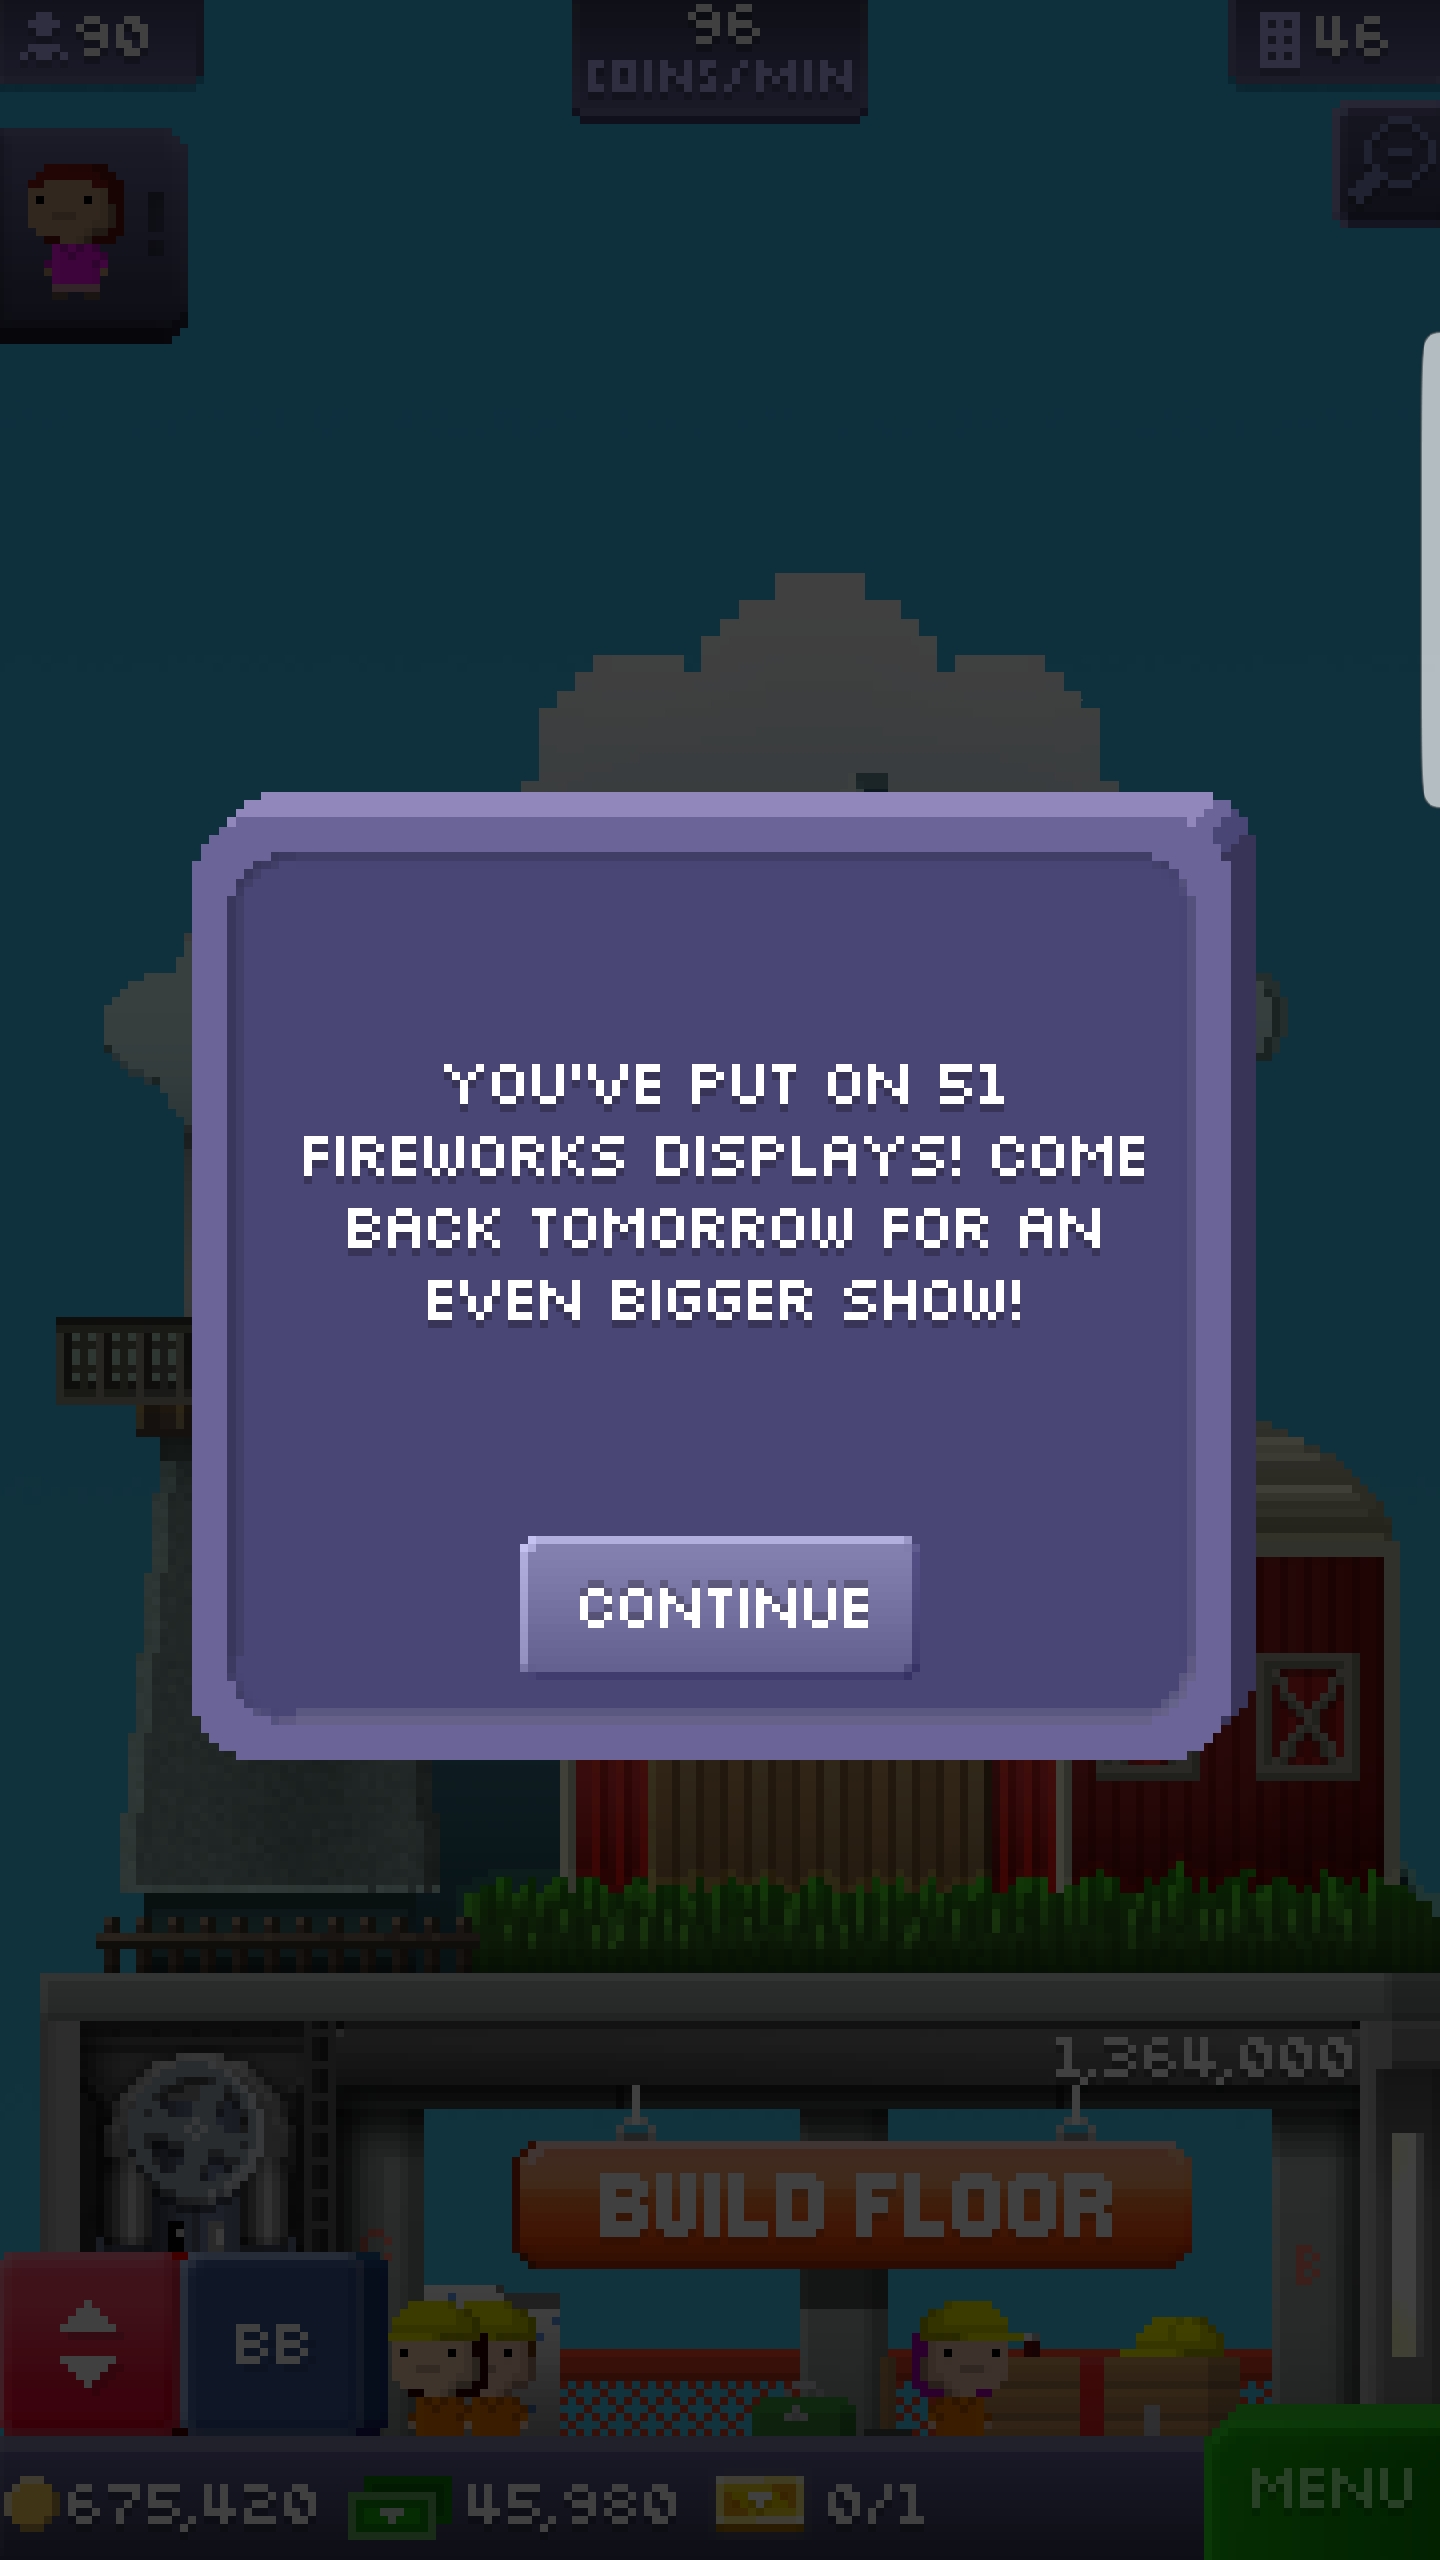 90
96
COINS/MIN
46
YOU'VE PUT ON 51
FIREWORKS DISPLAYS! COME
BACK TOMORROW FOR AN
EVEN BIGGER SHOW!
CONTINUE
1,364,000
BUILD FLOOR
B
BB
675,420
45,980
0/1
MENU